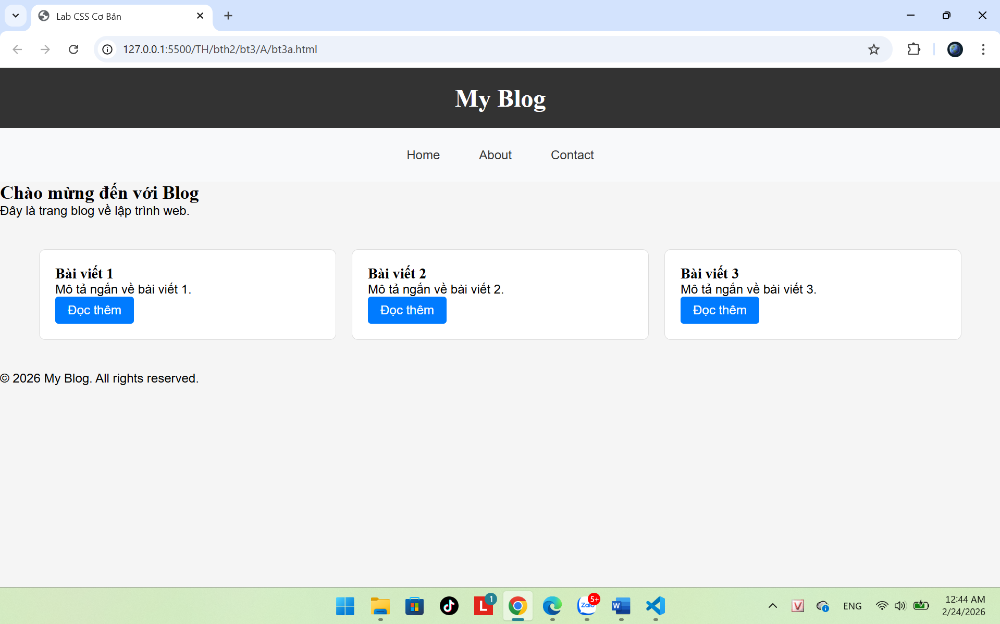 Lab CSS Cơ Bản
127.0.0.1:5500/TH/bth2/bt3/A/bt3a.html
My Blog
Home About Contact
Chào mừng đến với Blog
Đây là trang blog về lập trình web.
Bài viết 1
Mô tả ngắn về bài viết 1.
Đọc thêm
Bài viết 2
Mô tả ngắn về bài viết 2.
Đọc thêm
Bài viết 3
Mô tả ngắn về bài viết 3.
Đọc thêm
© 2026 My Blog. All rights reserved.
L 1
Zalo 5+
W
V
ENG
12:44 AM
2/24/2026